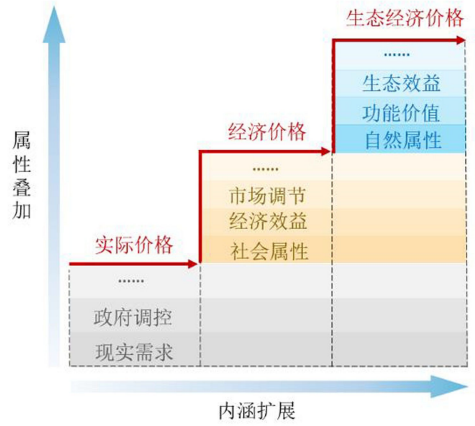 生态经济价格
……
生态效益
功能价值
自然属性
经济价格
……
市场调节
经济效益
社会属性
实际价格
……
政府调控
现实需求
属性叠加
内涵扩展